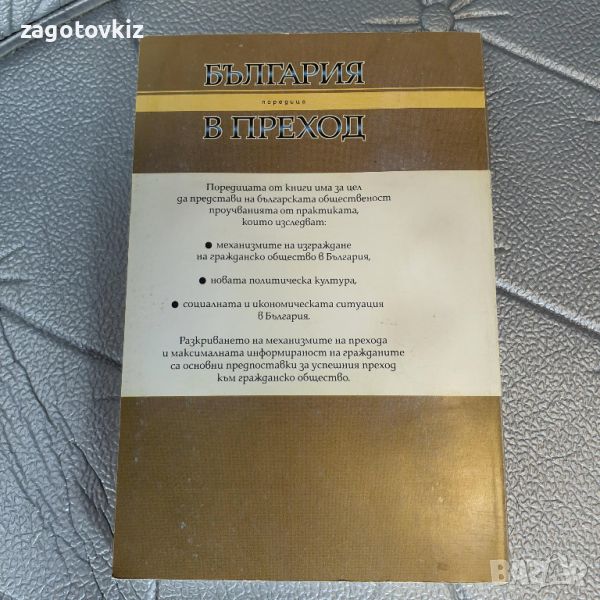 zagotovkiz
БЪЛГАРИЯ
поредица
В ПРЕХОД
Поредицата от книги има за цел
да представи на българската общественост
проучванията от практиката,
които изследват:
● механизмите на изграждане
на гражданско общество в България,
● новата политическа култура,
● социалната и икономическата ситуация
в България.
Разкриването на механизмите на прехода
и максималната информираност на гражданите
са основни предпоставки за успешния преход
към гражданско общество.
BAZAR